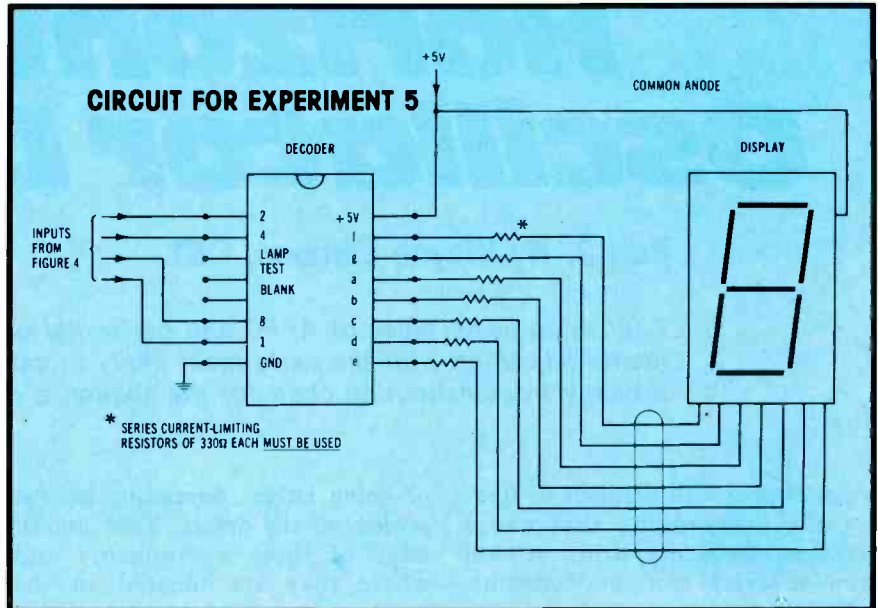 +5V
COMMON ANODE
CIRCUIT FOR EXPERIMENT 5
DECODER
DISPLAY
INPUTS
FROM
FIGURE 4
2
4
LAMP
TEST
BLANK
8
1
GND
+5V
f
g
a
b
c
d
e
*
* SERIES CURRENT-LIMITING
RESISTORS OF 330Ω EACH MUST BE USED